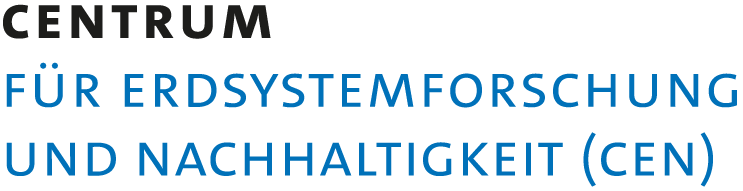 CENTRUM
FÜR ERDSYSTEMFORSCHUNG
UND NACHHALTIGKEIT (CEN)